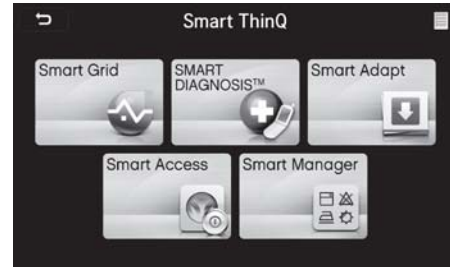 Smart ThinQ
Smart Grid
SMART
DIAGNOSIS™
Smart Adapt
Smart Access
Smart Manager